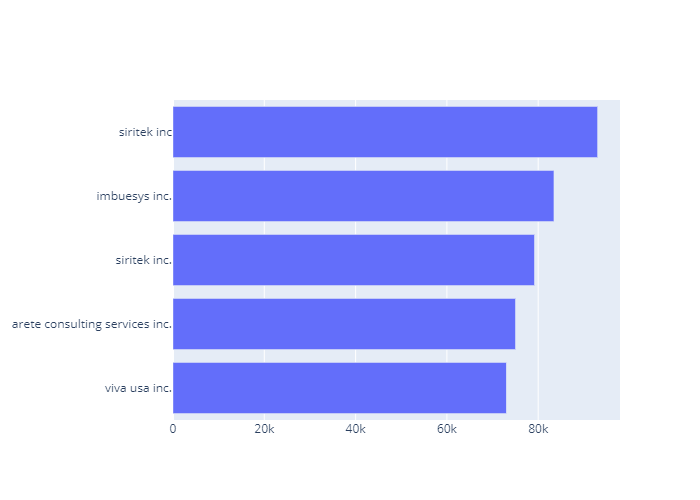 siritek inc
imbuesys inc.
siritek inc.
arete consulting services inc.
viva usa inc.
0 20k 40k 60k 80k